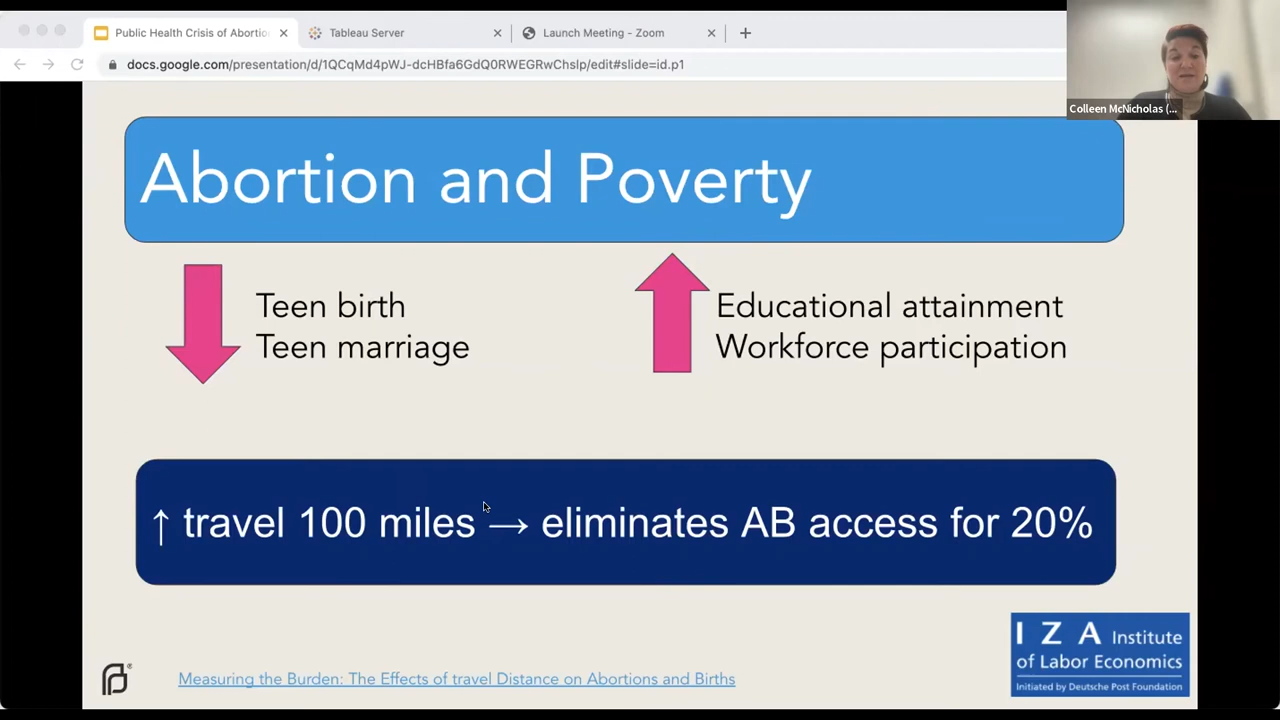 Public Health Crisis of Abortio
Tableau Server
Launch Meeting - Zoom
docs.google.com/presentation/d/1QCqMd4pWJ-dcHBfa6GdQ0RWEGRwChslp/edit#slide=id.p1
Colleen McNicholas (...
Abortion and Poverty
Teen birth
Teen marriage
Educational attainment
Workforce participation
↑ travel 100 miles → eliminates AB access for 20%
Measuring the Burden: The Effects of travel Distance on Abortions and Births
I Z A Institute
of Labor Economics
Initiated by Deutsche Post Foundation